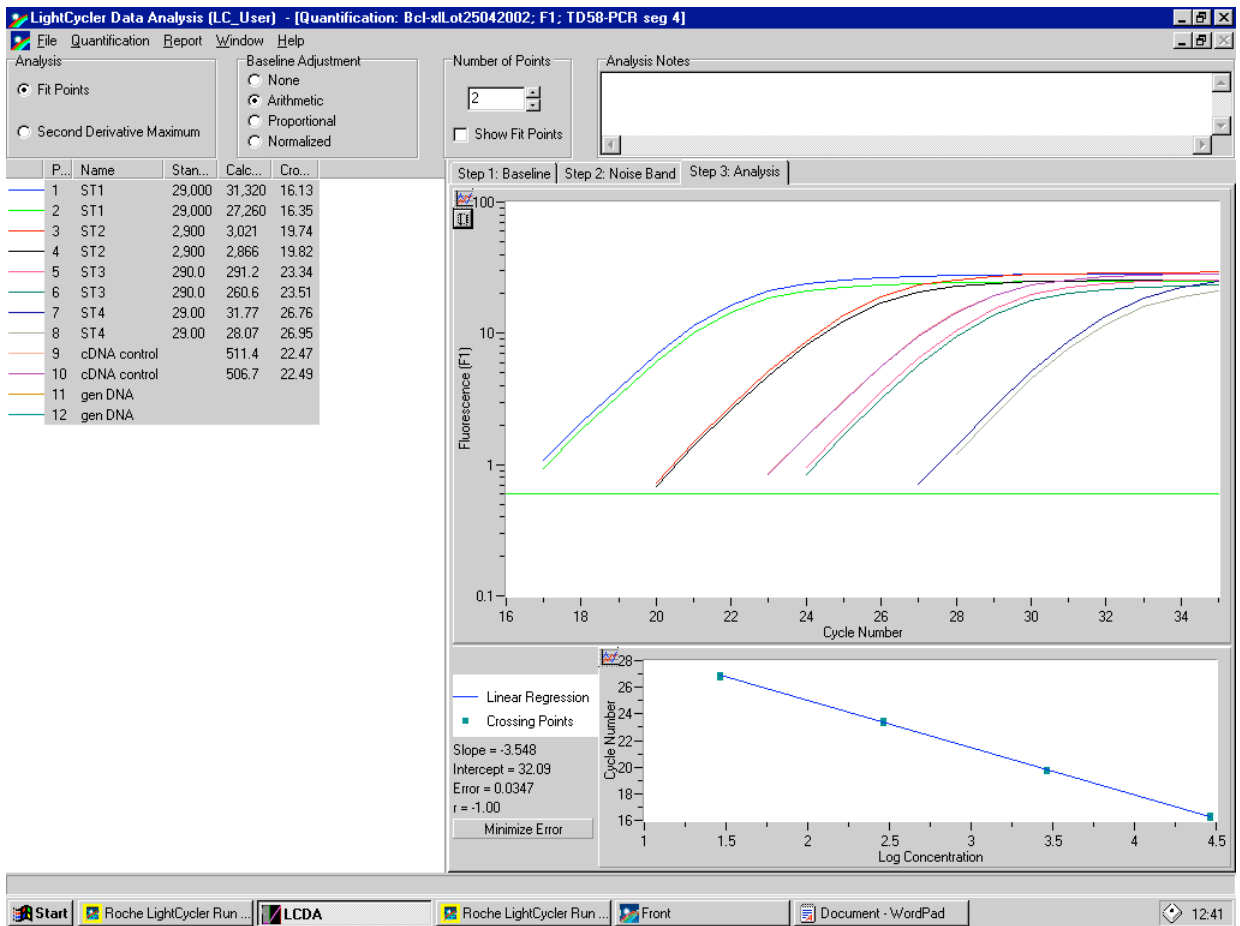 LightCycler Data Analysis (LC_User) - [Quantification: Bcl-xlLot25042002; F1; TD58-PCR seg 4]
File Quantification Report Window Help
Analysis
Fit Points
Second Derivative Maximum
Baseline Adjustment
None
Arithmetic
Proportional
Normalized
Number of Points
2
Show Fit Points
Analysis Notes
P... Name Stan... Calc... Cro...
1 ST1 29,000 31,320 16.13
2 ST1 29,000 27,260 16.35
3 ST2 2,900 3,021 19.74
4 ST2 2,900 2,866 19.82
5 ST3 290.0 291.2 23.34
6 ST3 290.0 260.6 23.51
7 ST4 29.00 31.77 26.76
8 ST4 29.00 28.07 26.95
9 cDNA control 511.4 22.47
10 cDNA control 506.7 22.49
11 gen DNA
12 gen DNA
Step 1: Baseline Step 2: Noise Band Step 3: Analysis
100
10
1
0.1
Fluorescence (F1)
16 18 20 22 24 26 28 30 32 34
Cycle Number
Linear Regression
Crossing Points
Slope = -3.548
Intercept = 32.09
Error = 0.0347
r = -1.00
Minimize Error
28
26
24
22
20
18
16
Cycle Number
1 1.5 2 2.5 3 3.5 4 4.5
Log Concentration
Start Roche LightCycler Run ... LCDA Roche LightCycler Run ... Front Document - WordPad 12:41